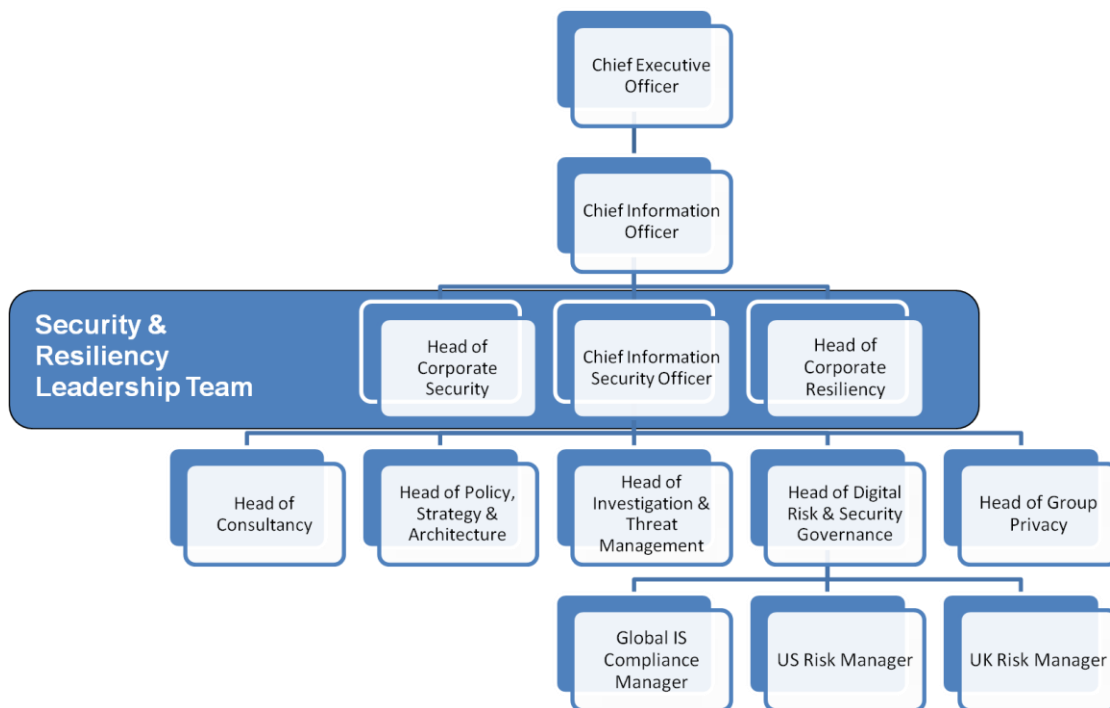 Chief Executive
Officer
Chief Information
Officer
Security &
Resiliency
Leadership Team
Head of
Corporate
Security
Chief Information
Security Officer
Head of
Corporate
Resiliency
Head of
Consultancy
Head of Policy,
Strategy &
Architecture
Head of
Investigation &
Threat
Management
Head of Digital
Risk & Security
Governance
Head of Group
Privacy
Global IS
Compliance
Manager
US Risk Manager
UK Risk Manager